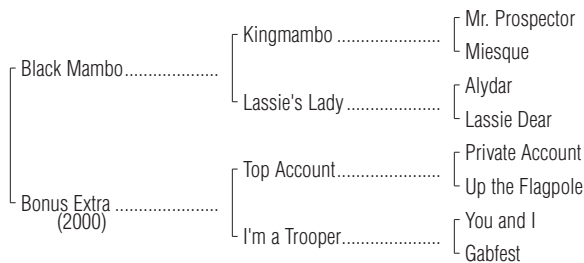 Mr. Prospector
Kingmambo ....................
Miesque
Black Mambo....................
Alydar
Lassie's Lady ..................
Lassie Dear
Private Account
Top Account....................
Up the Flagpole
Bonus Extra ....................
(2000)
You and I
I'm a Trooper...................
Gabfest